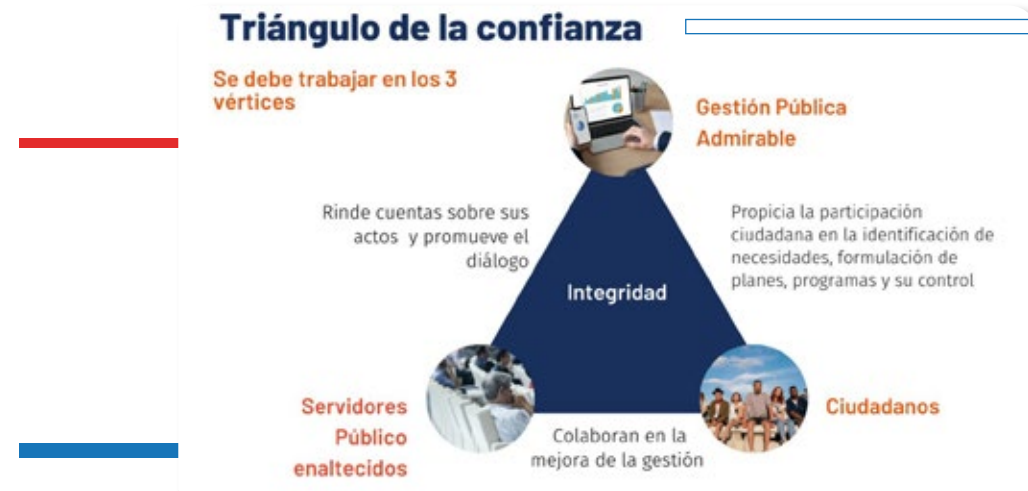 Triángulo de la confianza
Se debe trabajar en los 3
vértices
Gestión Pública
Admirable
Rinde cuentas sobre sus
actos y promueve el
diálogo
Propicia la participación
ciudadana en la identificación de
necesidades, formulación de
planes, programas y su control
Integridad
Servidores
Público
enaltecidos
Colaboran en la
mejora de la gestión
Ciudadanos